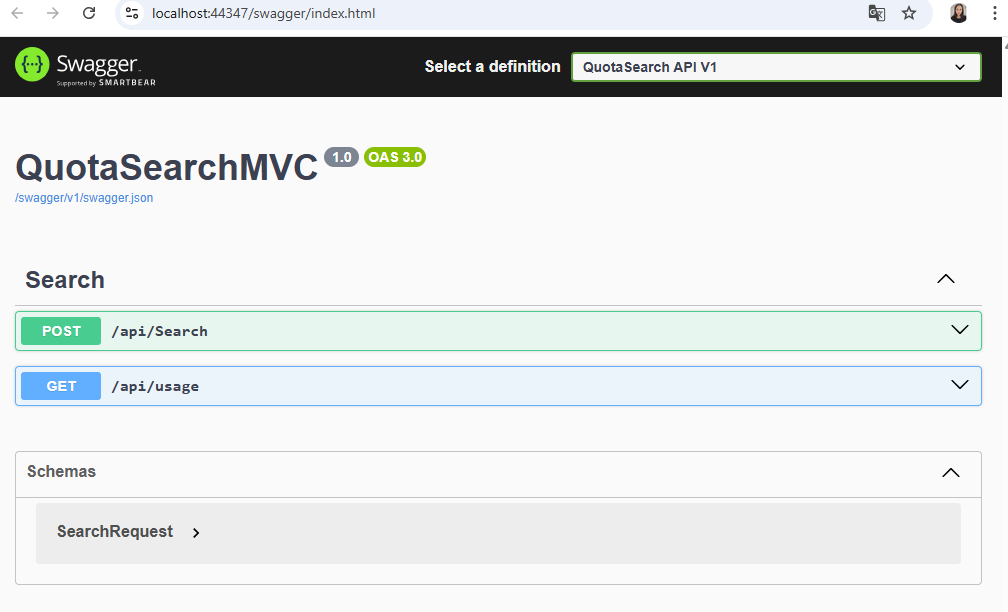 localhost:44347/swagger/index.html
Swagger
Supported by SMARTBEAR
Select a definition
QuotaSearch API V1
QuotaSearchMVC 1.0 OAS 3.0
/swagger/v1/swagger.json
Search
POST /api/Search
GET /api/usage
Schemas
SearchRequest